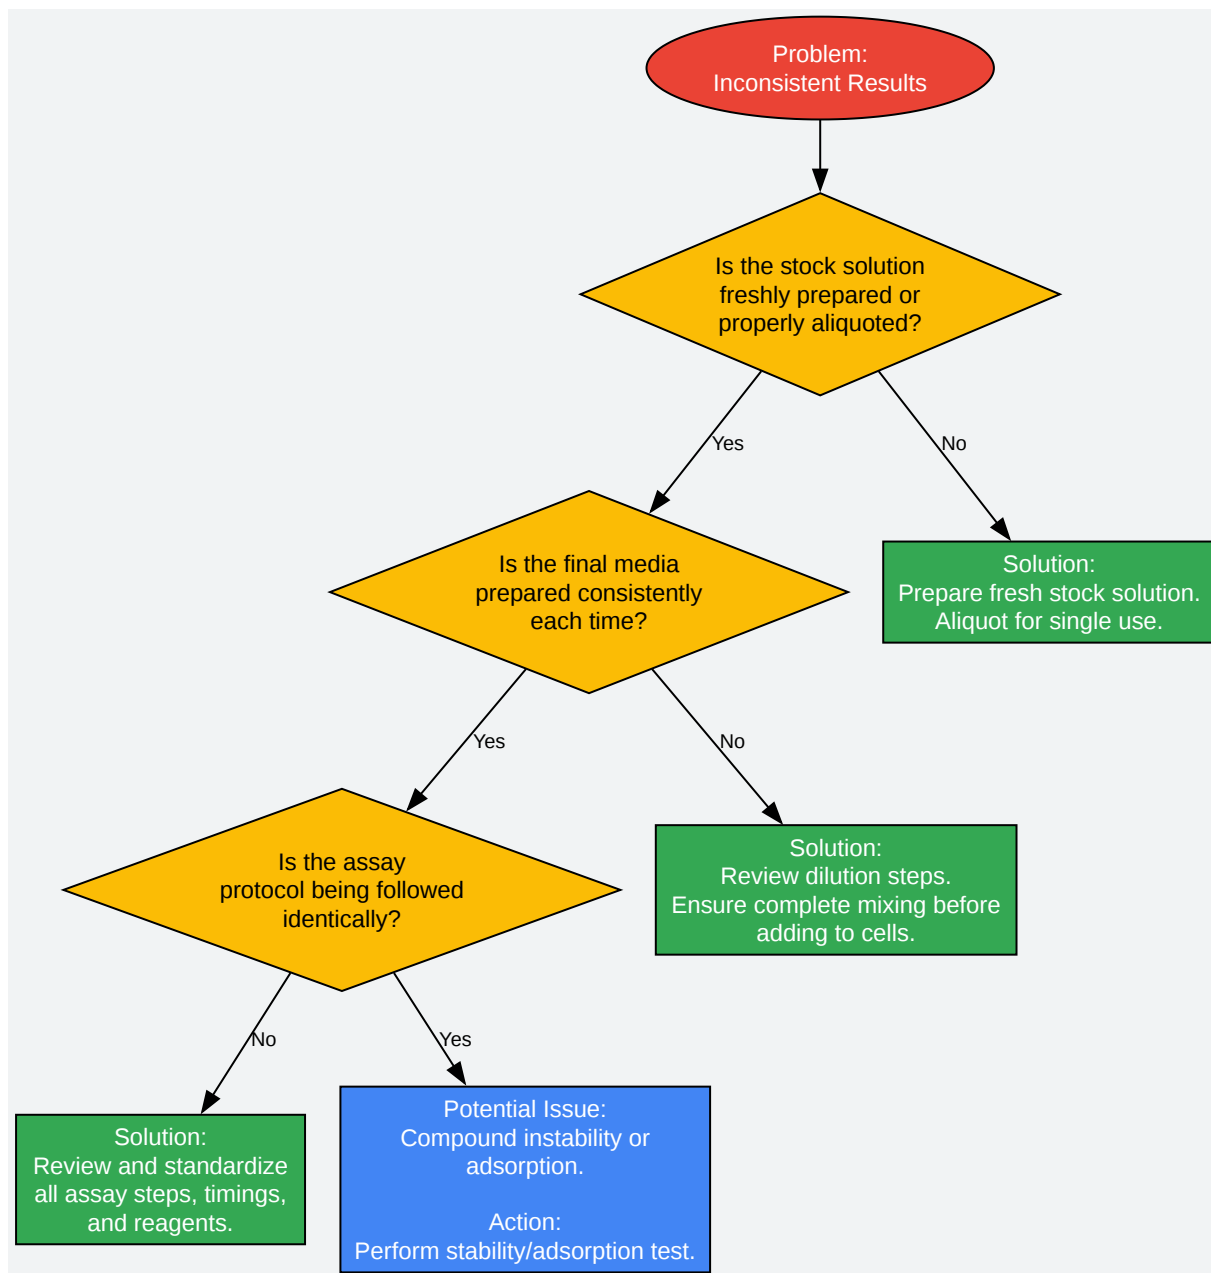 Problem:
Inconsistent Results
Is the stock solution
freshly prepared or
properly aliquoted?
Yes
No
Is the final media
prepared consistently
each time?
Solution:
Prepare fresh stock solution.
Aliquot for single use.
Yes
No
Is the assay
protocol being followed
identically?
Solution:
Review dilution steps.
Ensure complete mixing before
adding to cells.
No
Yes
Solution:
Review and standardize
all assay steps, timings,
and reagents.
Potential Issue:
Compound instability or
adsorption.
Action:
Perform stability/adsorption test.